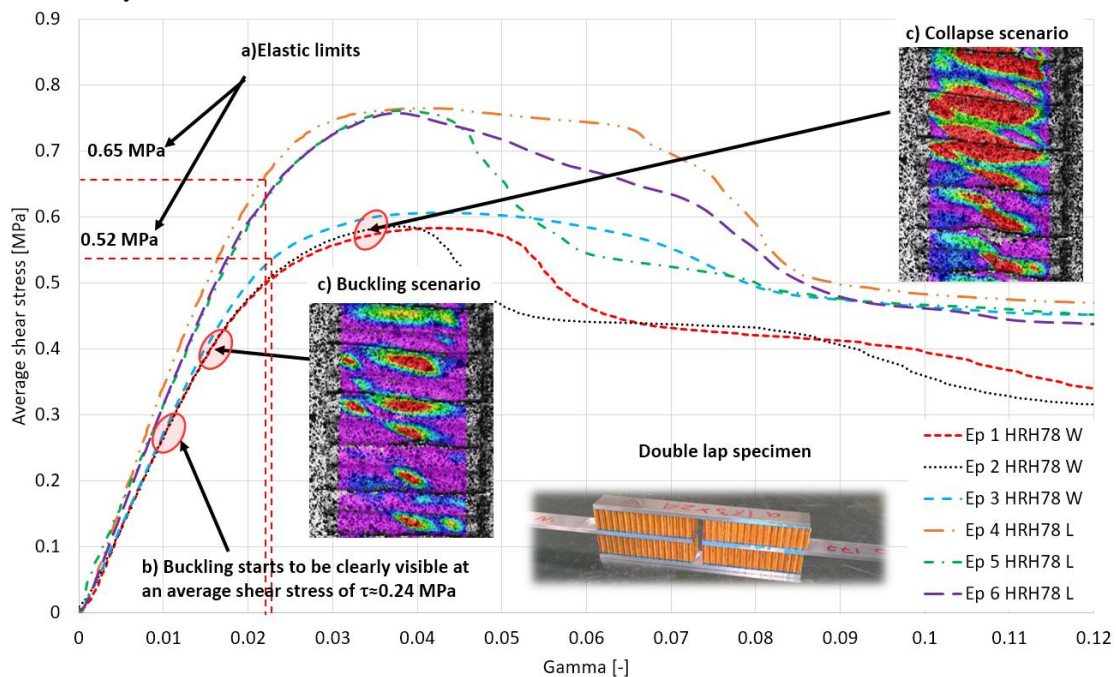 0.9
0.8
0.7
0.6
0.5
0.4
0.3
0.2
0.1
0
Average shear stress [MPa]
a)Elastic limits
0.65 MPa
0.52 MPa
c) Collapse scenario
c) Buckling scenario
b) Buckling starts to be clearly visible at
an average shear stress of τ≈0.24 MPa
Double lap specimen
W
Ep 1 HRH78 W
Ep 2 HRH78 W
Ep 3 HRH78 W
Ep 4 HRH78 L
Ep 5 HRH78 L
Ep 6 HRH78 L
0 0.01 0.02 0.03 0.04 0.05 0.06 0.07 0.08 0.09 0.1 0.11 0.12
Gamma [-]